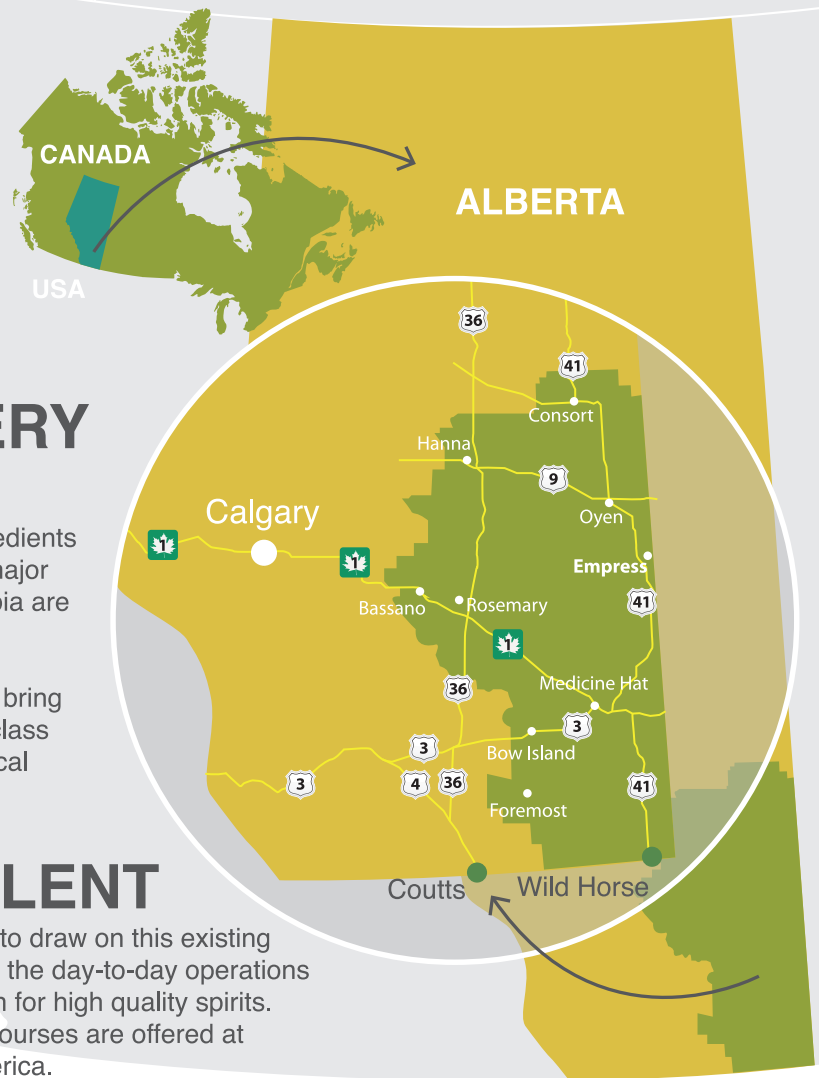 CANADA
USA
ALBERTA
36
41
Consort
Hanna
9
Oyen
Calgary
1
1
Empress
41
Bassano
Rosemary
1
36
Medicine Hat
3
Bow Island
3
3
4
36
41
Foremost
Coutts
Wild Horse
ERY
edients
major
bia are
bring
class
cal
LENT
to draw on this existing
the day-to-day operations
n for high quality spirits.
ourses are offered at
erica.